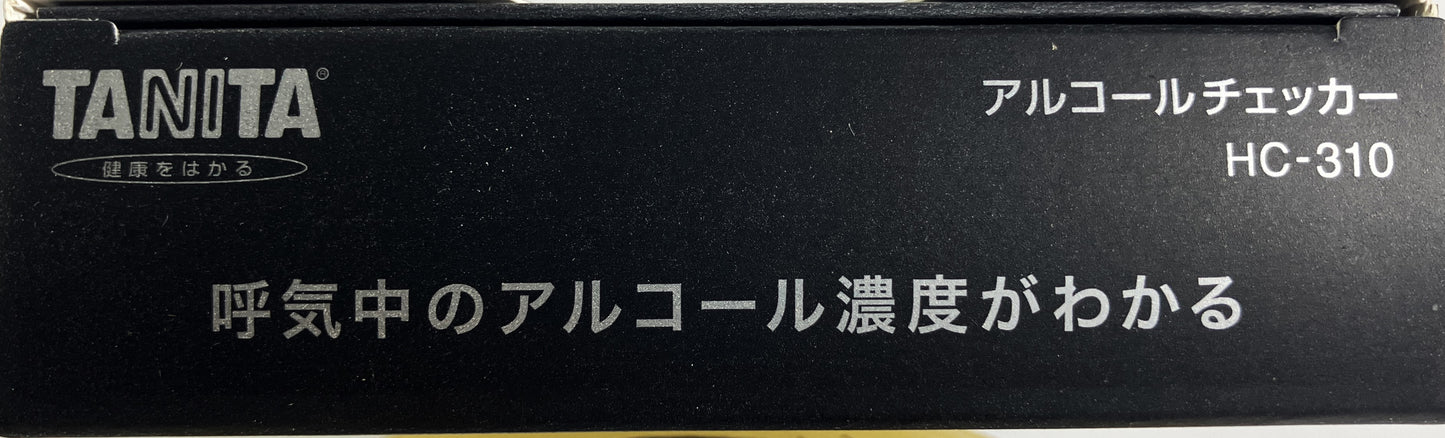 TANITA®
健康をはかる
アルコールチェッカー
HC-310
呼気中のアルコール濃度がわかる